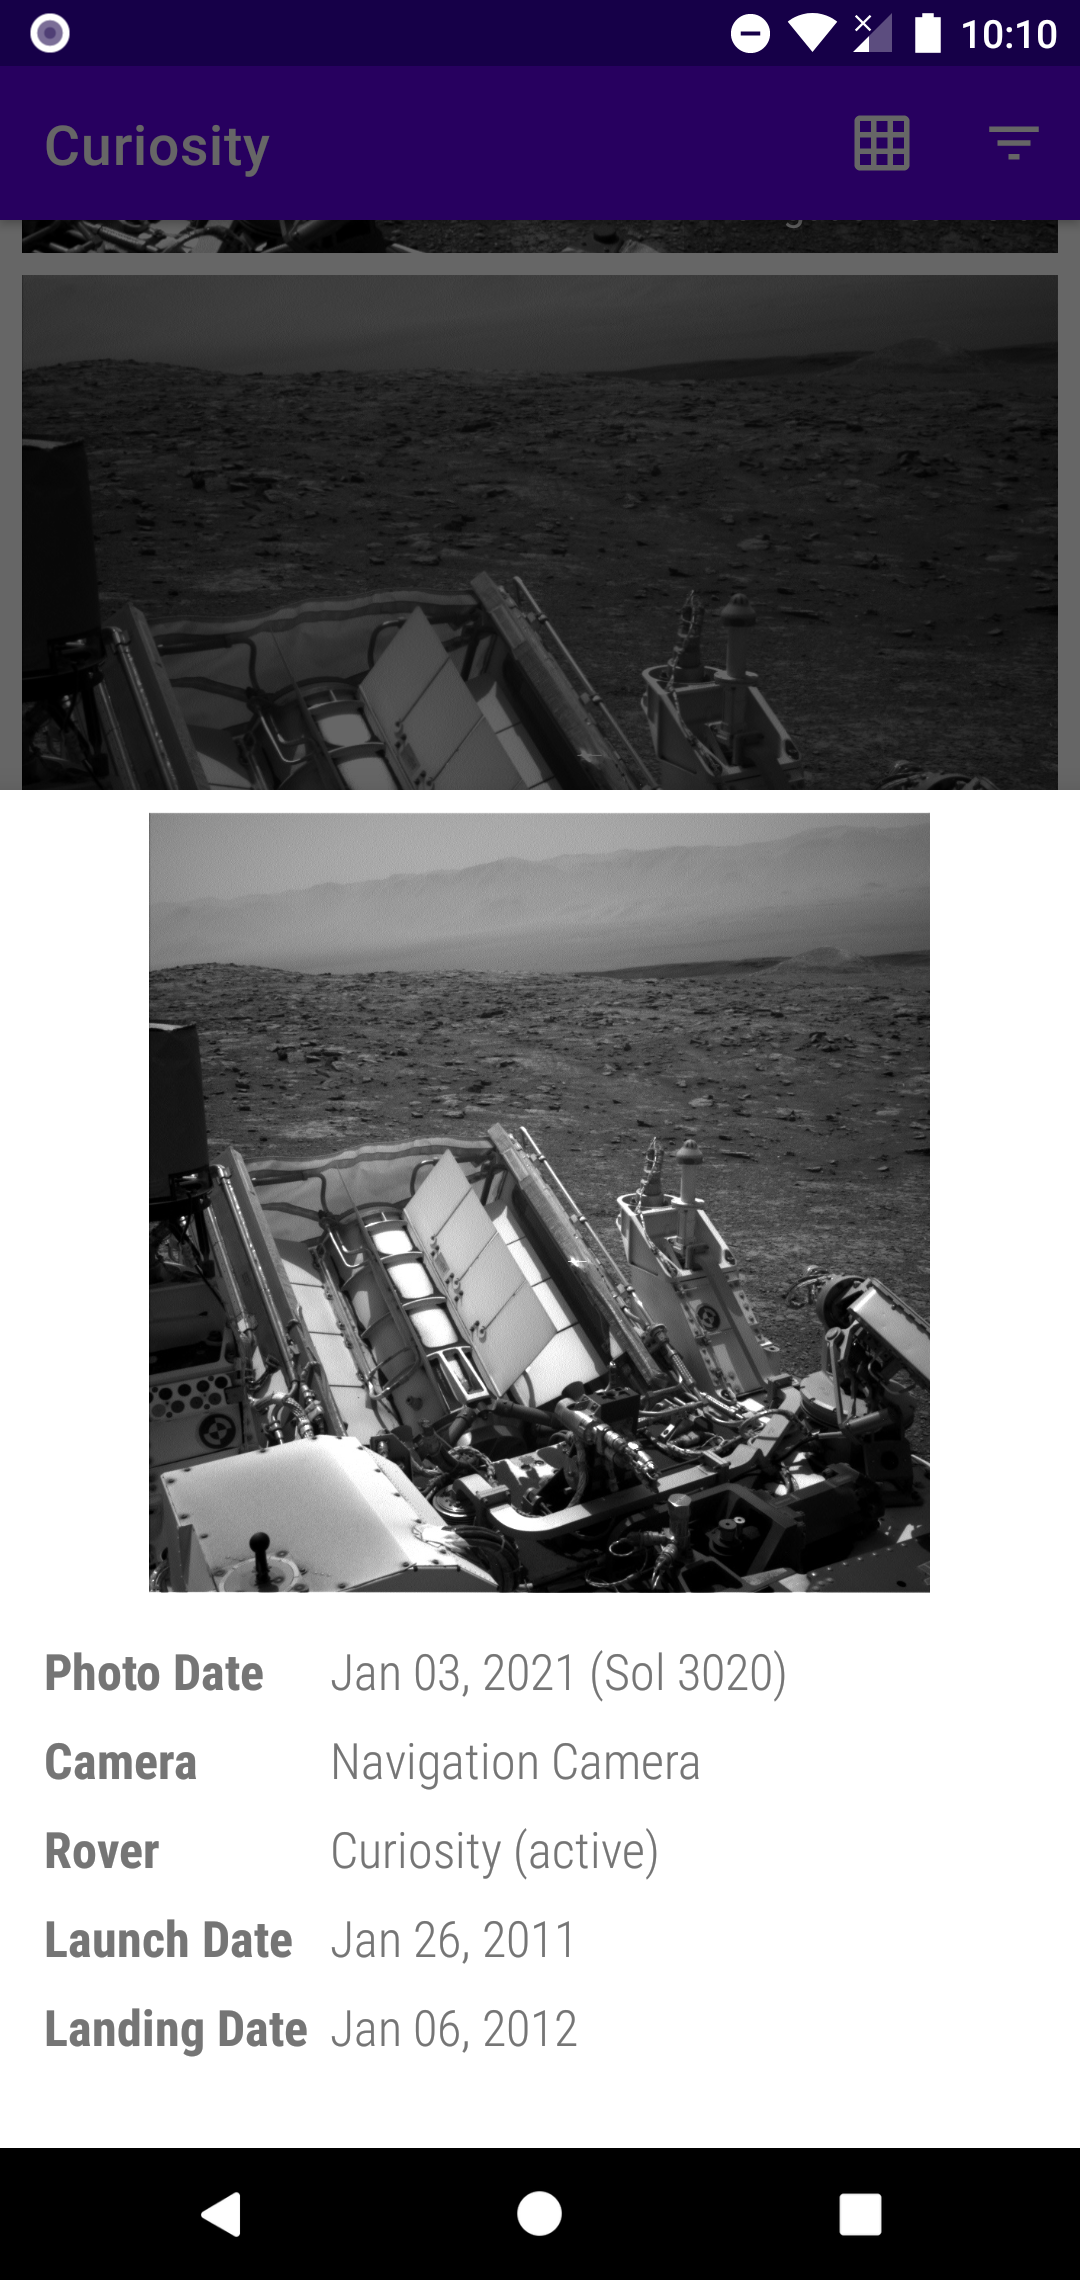 10:10
Curiosity
Photo Date Jan 03, 2021 (Sol 3020)
Camera Navigation Camera
Rover Curiosity (active)
Launch Date Jan 26, 2011
Landing Date Jan 06, 2012